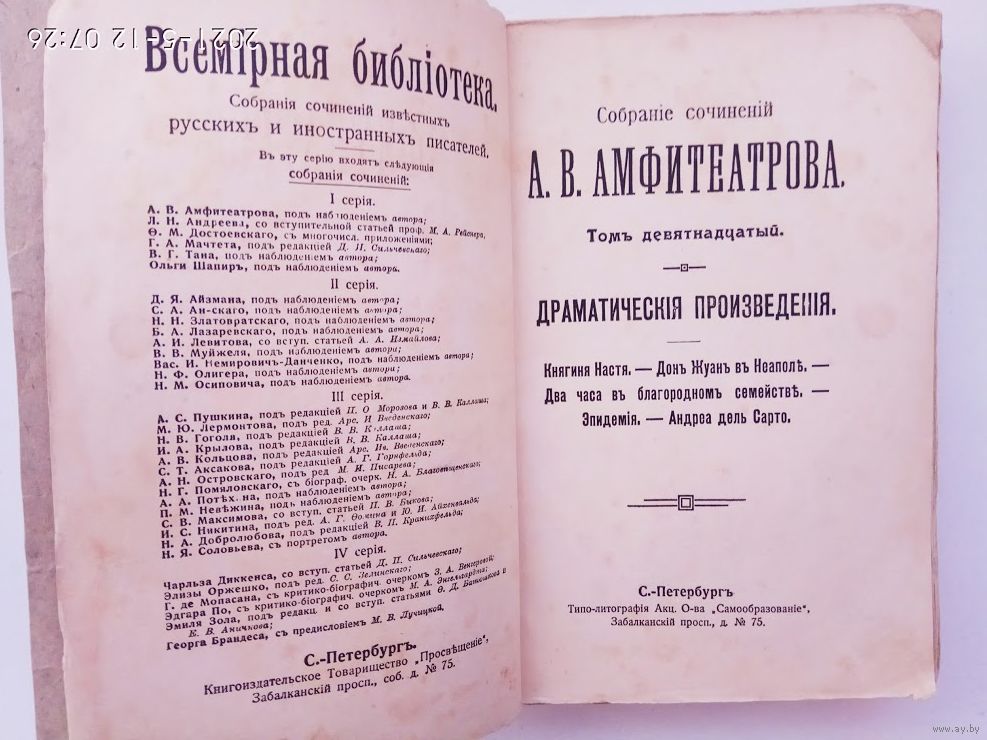 2021-5-12 07:26
Всемірная библіотека.
Собранія сочиненій извѣстныхъ
русскихъ и иностранныхъ писателей.
Въ эту серію входятъ слѣдующія
собранія сочиненій:
I серія.
А. В. Амфитеатрова, подъ наблюденіемъ автора;
Л. Н. Андреева, со вступительной статьей проф. М. А. Рейснера,
Ѳ. М. Достоевскаго, съ многочисл. приложеніями;
Г. А. Мачтета, подъ редакціей Д. П. Сильчевскаго;
В. Г. Тана, подъ наблюденіемъ автора;
Ольги Шапиръ, подъ наблюденіемъ автора.
II серія.
Д. Я. Айзмана, подъ наблюденіемъ автора;
С. А. Ан-скаго, подъ наблюденіемъ автора;
Н. Н. Златовратскаго, подъ наблюденіемъ автора;
Б. А. Лазаревскаго, подъ наблюденіемъ автора;
А. И. Левитова, со вступ. статьей А. А. Измайлова;
В. В. Муйжеля, подъ наблюденіемъ автора;
Вас. И. Немировичъ-Данченко, подъ наблюденіемъ автора;
Н. Ф. Олигера, подъ наблюденіемъ автора;
Н. М. Осиповича, подъ наблюденіемъ автора.
III серія.
А. С. Пушкина, подъ редакціей П. О Морозова и В. В. Каллаша;
М. Ю. Лермонтова, подъ ред. Арс. И Введенскаго;
Н. В. Гоголя, подъ редакціей В. В. Каллаша;
И. А. Крылова, подъ редакціей В. В. Каллаша;
А. В. Кольцова, подъ редакціей Арс. Ив. Введенскаго;
С. Т. Аксакова, подъ редакціей А. Г. Горнфельда;
А. Н. Островскаго, подъ ред М. И. Писарева;
Н. Г. Помяловскаго, съ біограф. очерк. Н. А. Благовѣщенскаго;
А. А. Потѣхина, подъ наблюденіемъ автора;
П. М. Невѣжина, подъ наблюденіемъ автора;
С. В. Максимова, со вступ. статьей П. В. Быкова;
И. С. Никитина, подъ ред. А. Г. Фомина и Ю. И. Айхенвальда;
Н. А. Добролюбова, подъ редакціей В. П. Кранихфельда;
Н. Я. Соловьева, съ портретомъ автора.
IV серія.
Чарльза Диккенса, со вступ. статьей Д. П. Сильчевскаго;
Элизы Оржешко, подъ ред. С. С. Зелинскаго;
Г. де Мопасана, съ критико-біографич. очеркомъ З. А. Венгеровой;
Эдгара По, съ критико-біографич. очеркомъ М. А. Энгельгардта;
Эмиля Зола, подъ редакц. и со вступ. статьями Ѳ. Д. Батюшкова и
Е. В. Аничкова;
Георга Брандеса, съ предисловіемъ М. В. Лучицкой.
С.-Петербургъ.
Книгоиздательское Товарищество „Просвѣщеніе“,
Забалканскій просп., соб. д. № 75.
Собраніе сочиненій
А. В. АМФИТЕАТРОВА.
Томъ девятнадцатый.
ДРАМАТИЧЕСКІЯ ПРОИЗВЕДЕНІЯ.
Княгиня Настя. — Донъ Жуанъ въ Неаполѣ. —
Два часа въ благородномъ семействѣ. —
Эпидемія. — Андреа дель Сарто.
С.-Петербургъ
Типо-литографія Акц. О-ва „Самообразованіе“,
Забалканскій просп., д. № 75.
www.ay.by